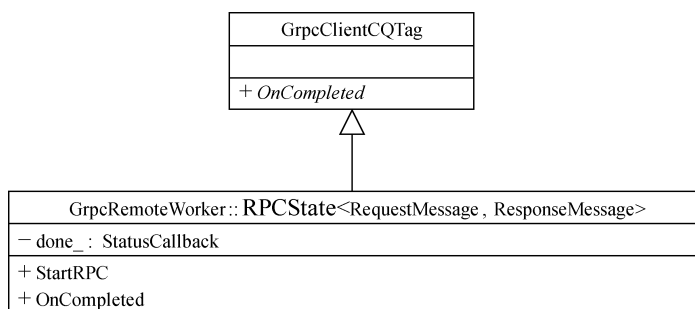 GrpcClientCQTag
+ OnCompleted
GrpcRemoteWorker:: RPCState<RequestMessage, ResponseMessage>
− done_: StatusCallback
+ StartRPC
+ OnCompleted